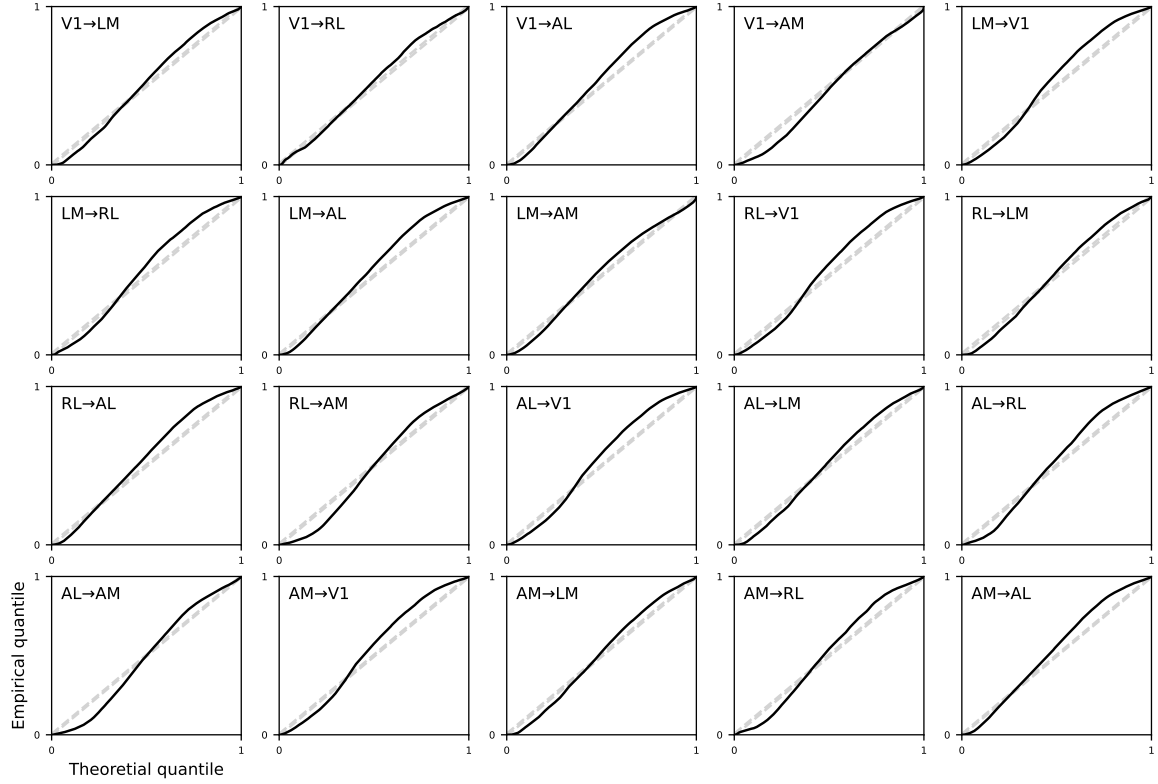 1 V1→LM 0 0 1
1 V1→RL 0 0 1
1 V1→AL 0 0 1
1 V1→AM 0 0 1
1 LM→V1 0 0 1
1 LM→RL 0 0 1
1 LM→AL 0 0 1
1 LM→AM 0 0 1
1 RL→V1 0 0 1
1 RL→LM 0 0 1
1 RL→AL 0 0 1
1 RL→AM 0 0 1
1 AL→V1 0 0 1
1 AL→LM 0 0 1
1 AL→RL 0 0 1
1 AL→AM 0 0 1
1 AM→V1 0 0 1
1 AM→LM 0 0 1
1 AM→RL 0 0 1
1 AM→AL 0 0 1
Empirical quantile
Theoretial quantile